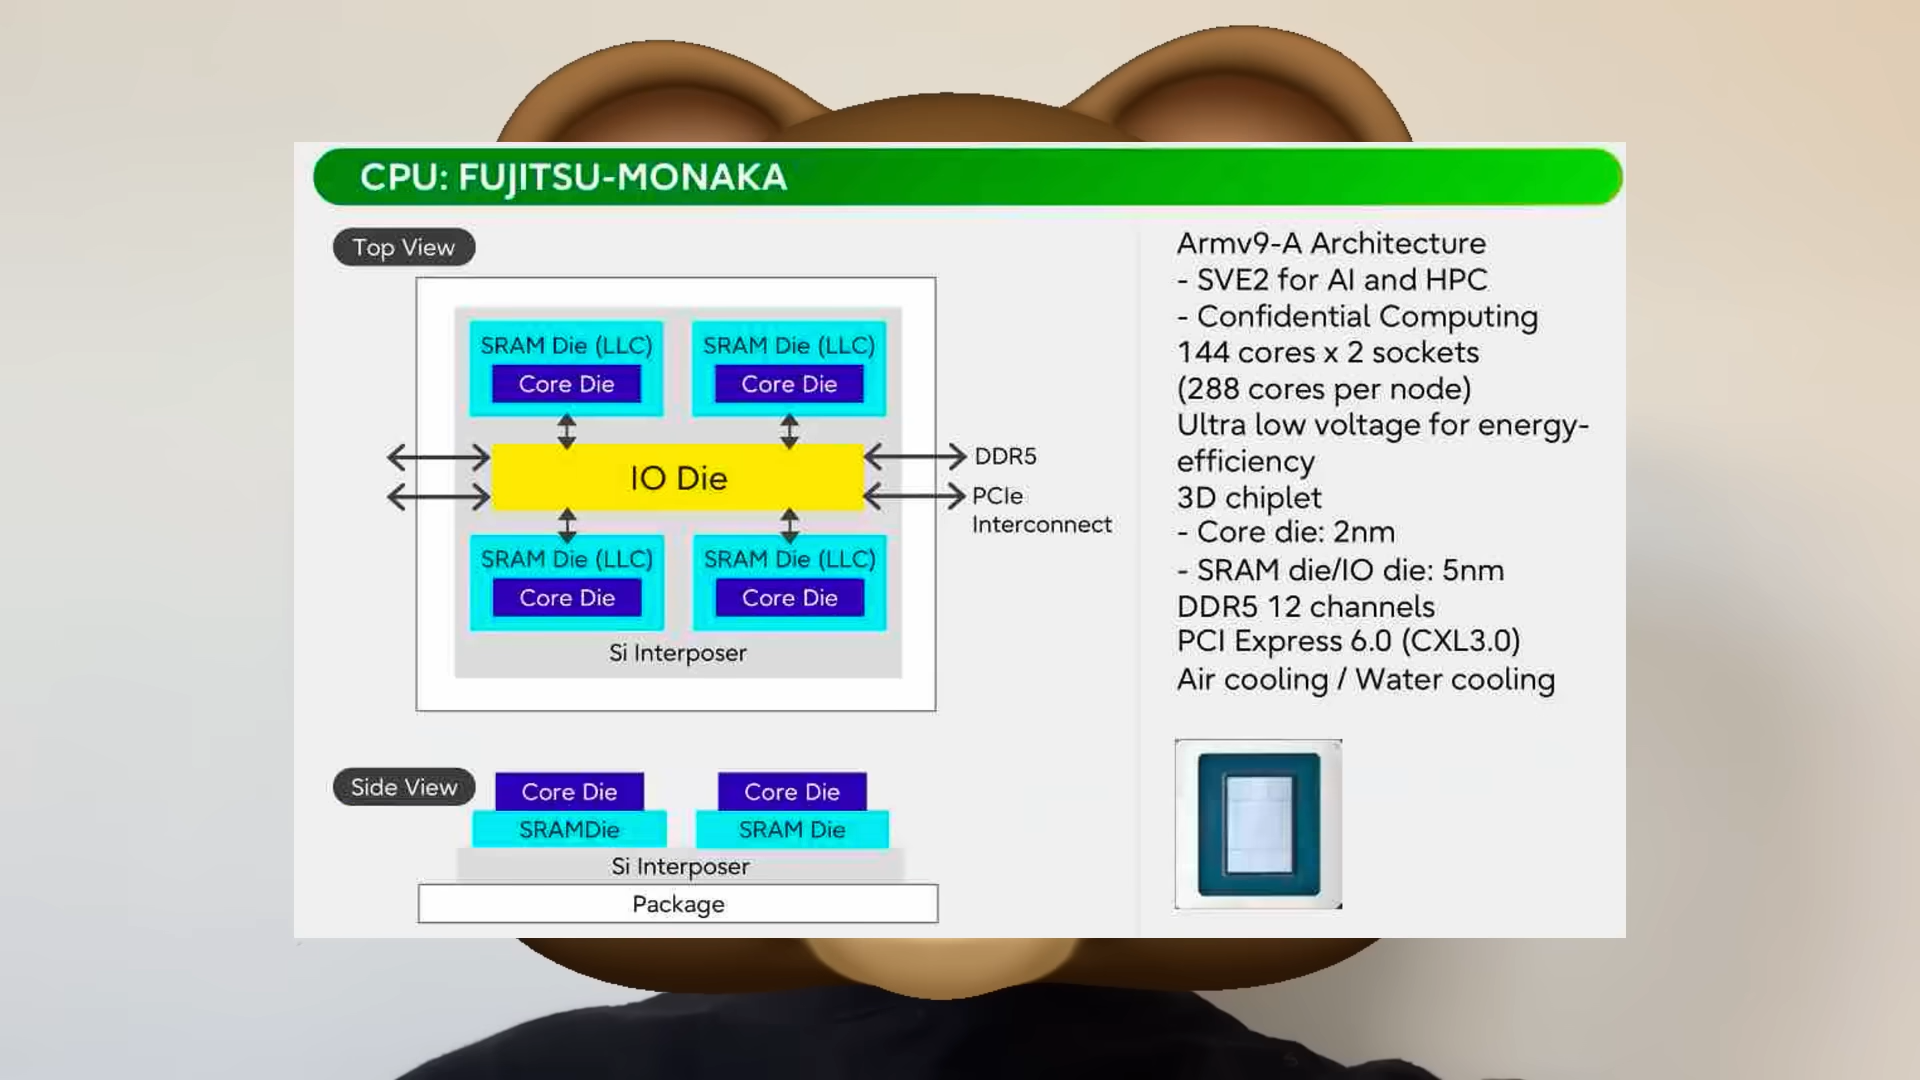 CPU: FUJITSU-MONAKA
Top View
SRAM Die (LLC)
Core Die
SRAM Die (LLC)
Core Die
IO Die
DDR5
PCIe
Interconnect
SRAM Die (LLC)
Core Die
SRAM Die (LLC)
Core Die
Si Interposer
Side View
Core Die
Core Die
SRAMDie
SRAM Die
Si Interposer
Package
Armv9-A Architecture
- SVE2 for AI and HPC
- Confidential Computing
144 cores x 2 sockets
(288 cores per node)
Ultra low voltage for energy-
efficiency
3D chiplet
- Core die: 2nm
- SRAM die/IO die: 5nm
DDR5 12 channels
PCI Express 6.0 (CXL3.0)
Air cooling / Water cooling